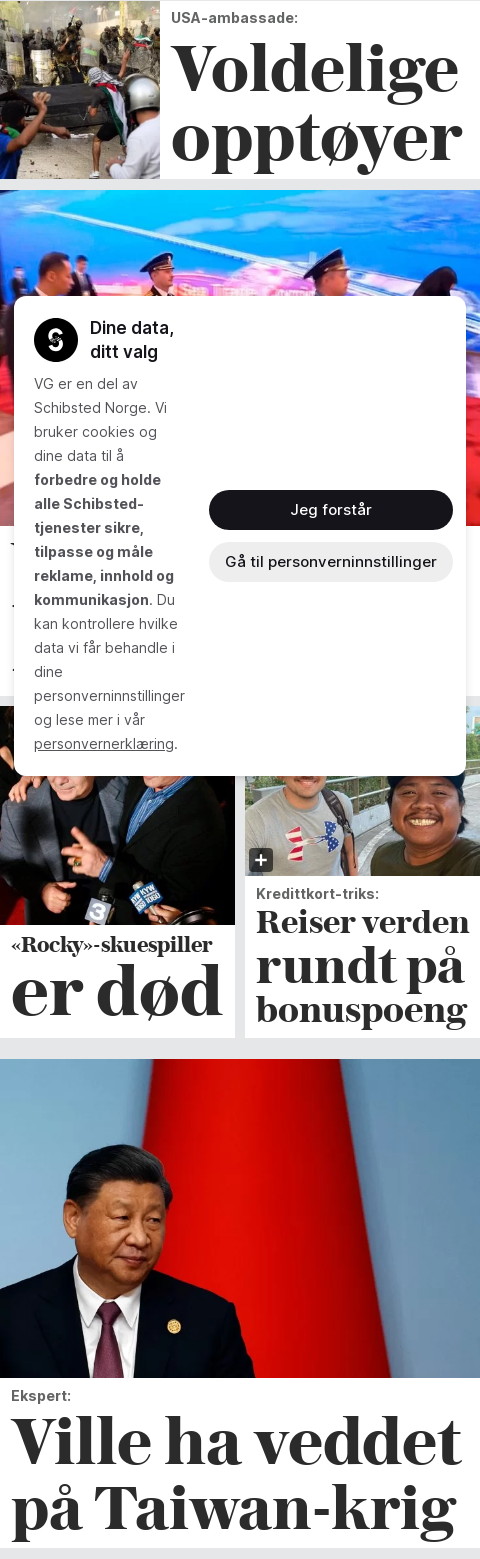 USA-ambassade:
Voldelige
opptøyer
Dine data,
ditt valg
VG er en del av
Schibsted Norge. Vi
bruker cookies og
dine data til å
forbedre og holde
alle Schibsted-
tjenester sikre,
tilpasse og måle
reklame, innhold og
kommunikasjon. Du
kan kontrollere hvilke
data vi får behandle i
dine
personverninnstillinger
og lese mer i vår
personvernerklæring.
Jeg forstår
Gå til personverninnstillinger
3
«Rocky»-skuespiller
er død
Kredittkort-triks:
Reiser verden
rundt på
bonuspoeng
Ekspert:
Ville ha veddet
på Taiwan-krig